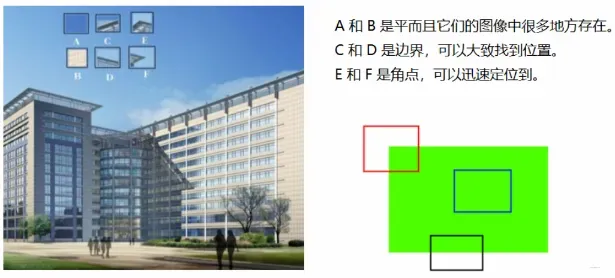 A
C
E
B
D
F
A 和 B 是平而且它们的图像中很多地方存在。
C 和 D 是边界，可以大致找到位置。
E 和 F 是角点，可以迅速定位到。